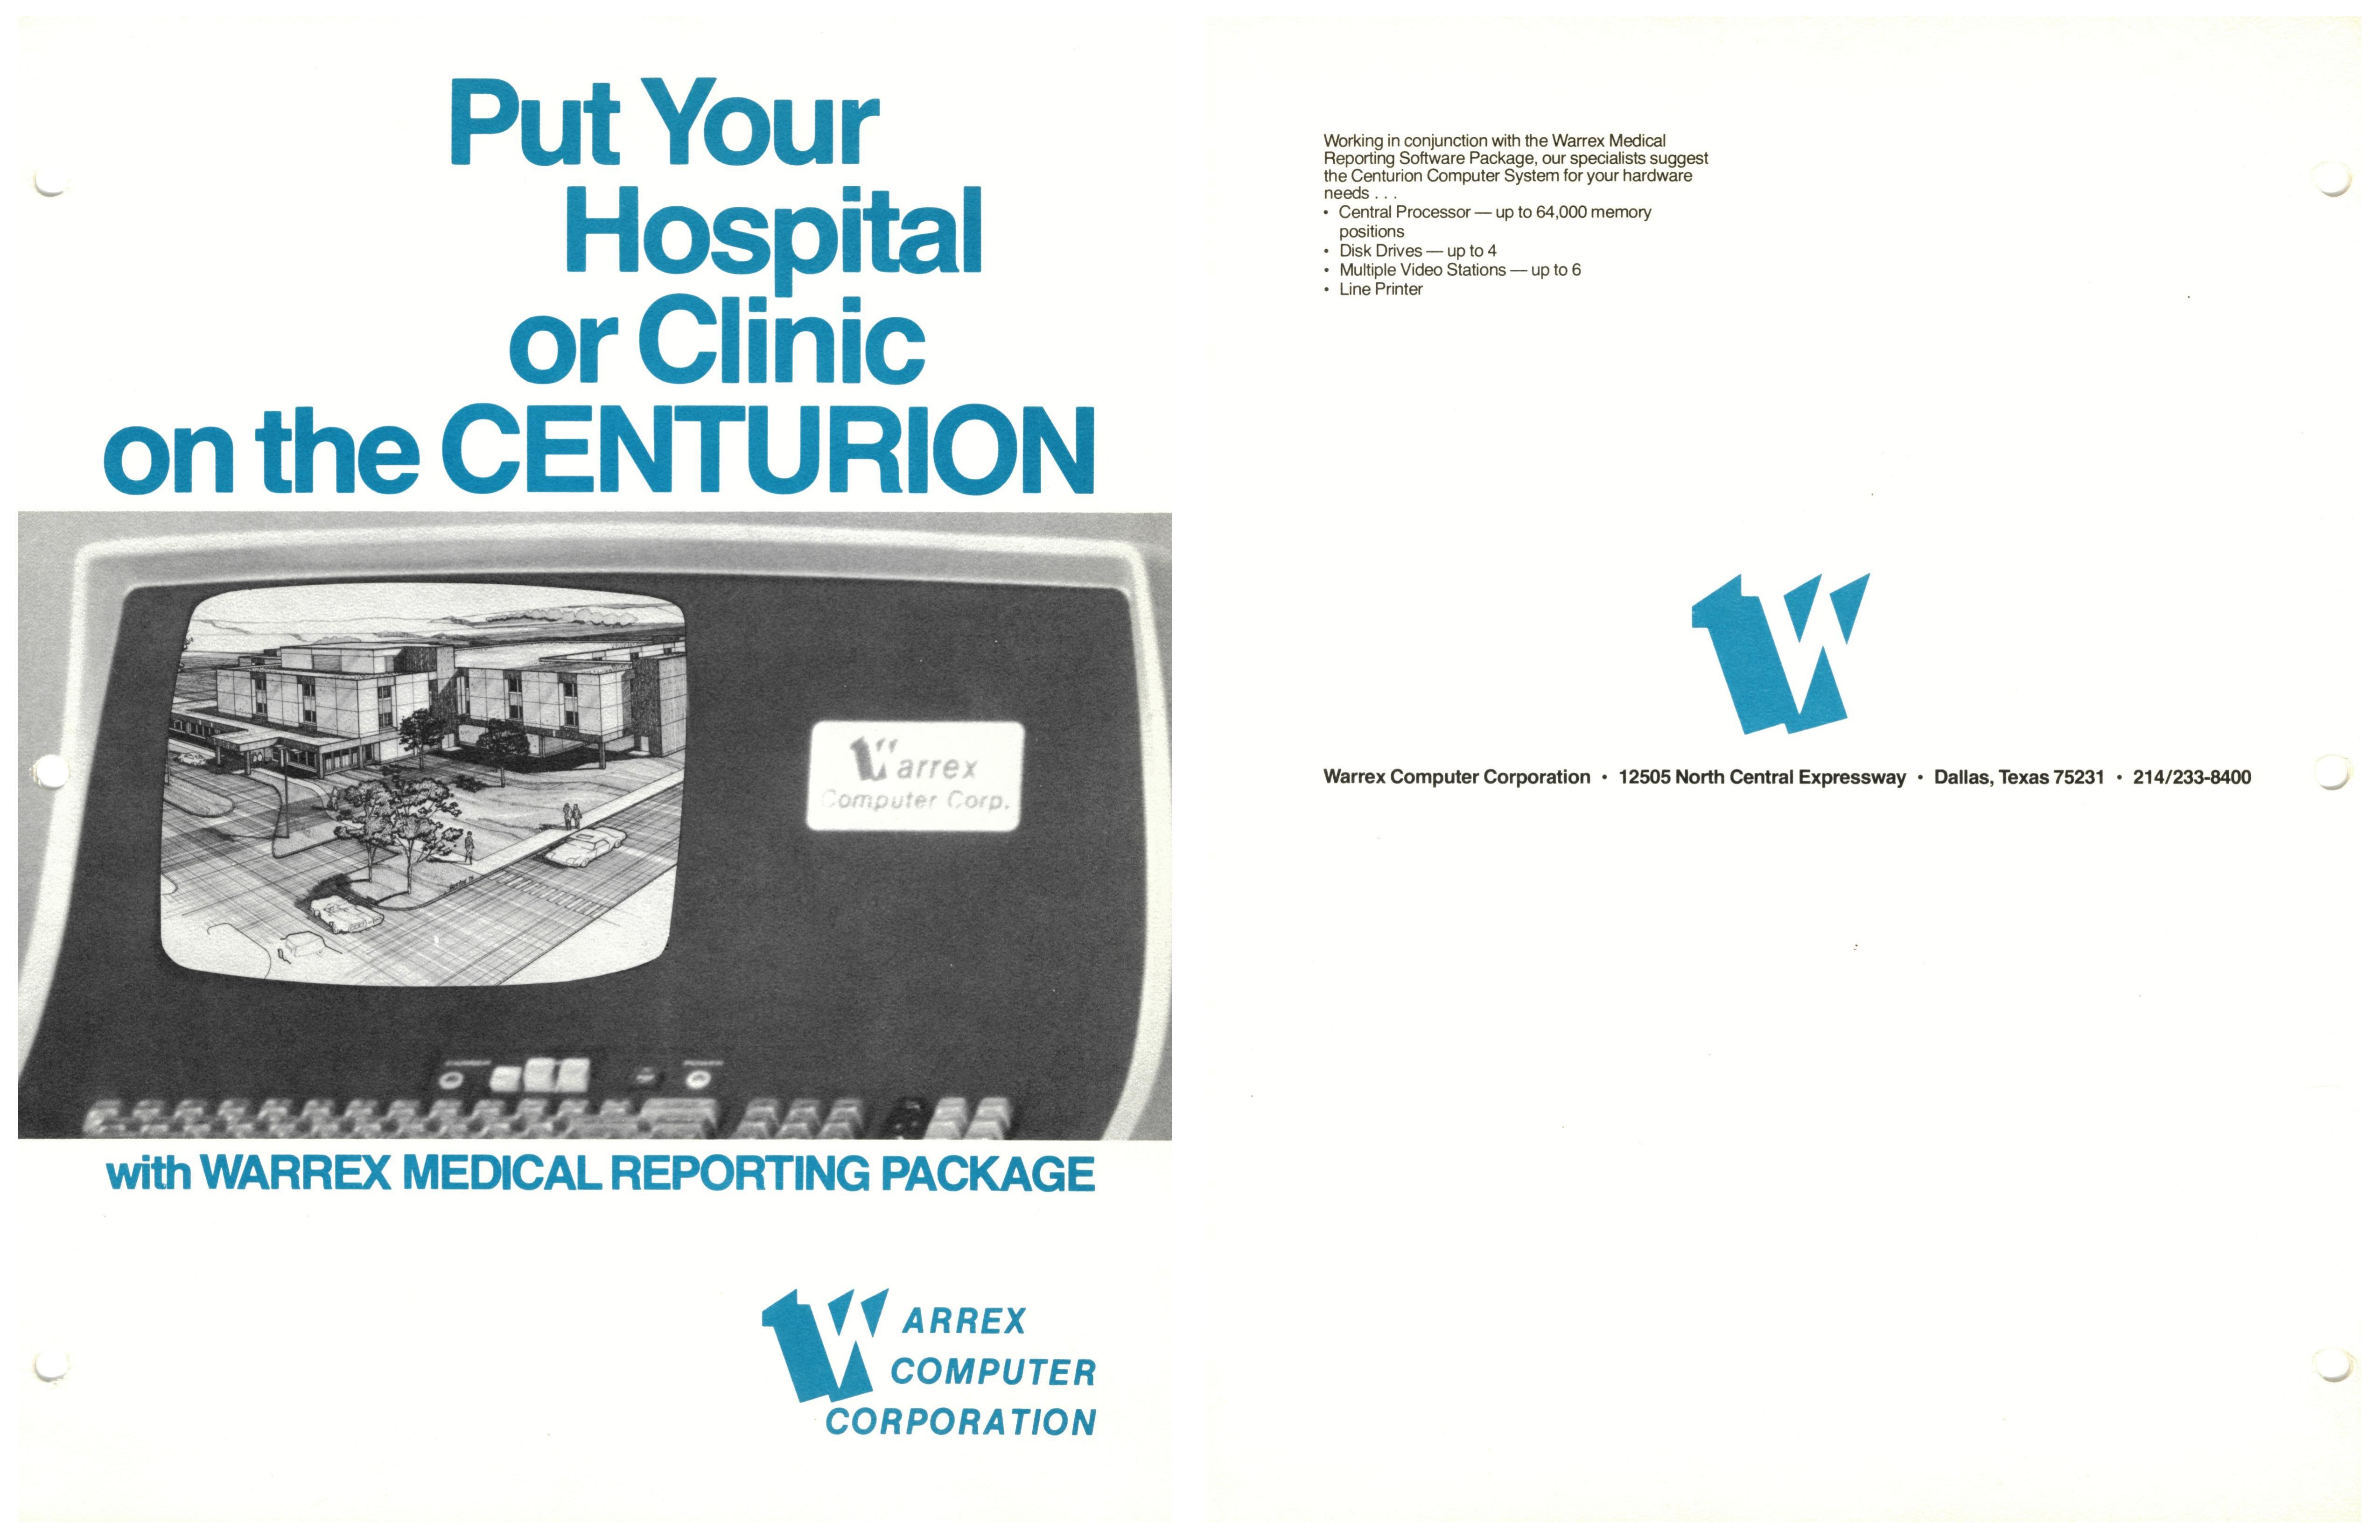 Put Your
Hospital
or Clinic
on the CENTURION
Warrex
Computer Corp.
with WARREX MEDICAL REPORTING PACKAGE
WARREX
COMPUTER
CORPORATION
Working in conjunction with the Warrex Medical
Reporting Software Package, our specialists suggest
the Centurion Computer System for your hardware
needs . . .
• Central Processor — up to 64,000 memory
positions
• Disk Drives — up to 4
• Multiple Video Stations — up to 6
• Line Printer
W
Warrex Computer Corporation • 12505 North Central Expressway • Dallas, Texas 75231 • 214/233-8400